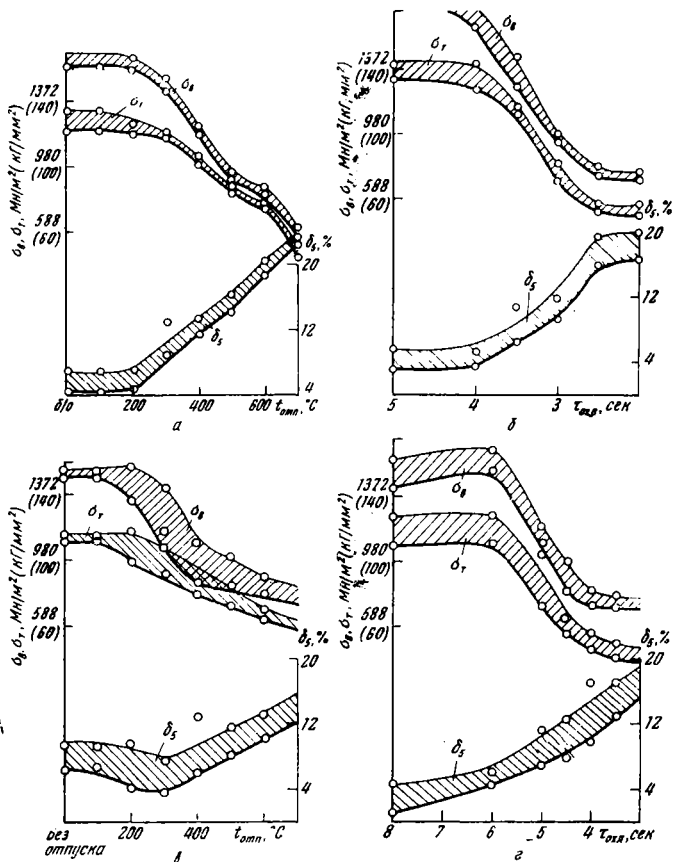 σв, σт, Мн/м² (кГ/мм²)
1372
(140)
980
(100)
588
(60)
σв
σт
δ5
δ5, %
20
12
4
б/о 200 400 600 tотп, °С
а
σв, σт, Мн/м² (кГ/мм²)
1372
(140)
980
(100)
588
(60)
σв
σт
δ5
δ5, %
20
12
4
5 4 3 τохл, сек
б
σв, σт, Мн/м² (кГ/мм²)
1372
(140)
980
(100)
588
(60)
σв
σт
δ5
δ5, %
20
12
4
без отпуска 200 400 tотп, °С
в
σв, σт, Мн/м² (кГ/мм²)
1372
(140)
980
(100)
588
(60)
σв
σт
δ5
δ5, %
20
12
4
8 7 6 5 4 τохл, сек
г